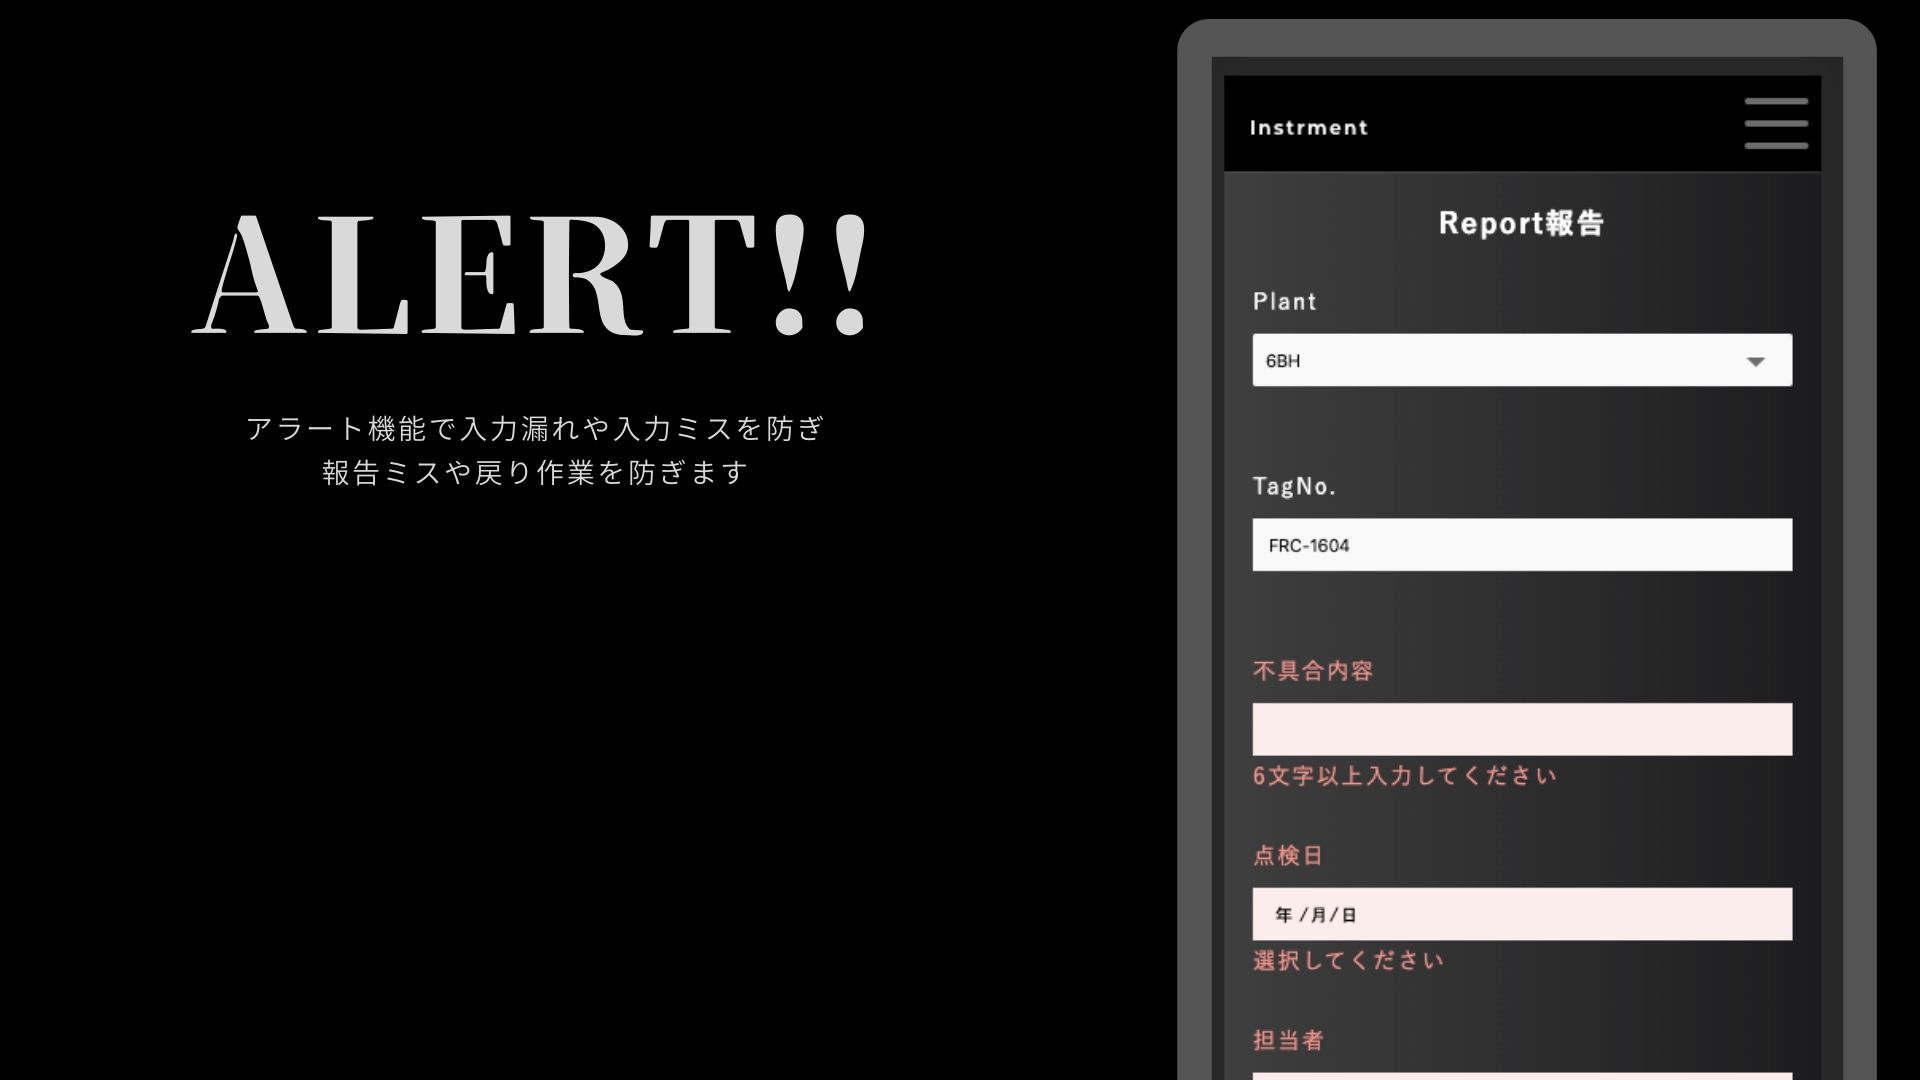 ALERT!!
アラート機能で入力漏れや入力ミスを防ぎ
報告ミスや戻り作業を防ぎます
Instrment
Report報告
Plant
6BH
TagNo.
FRC-1604
不具合内容
6文字以上入力してください
点検日
年 /月/日
選択してください
担当者